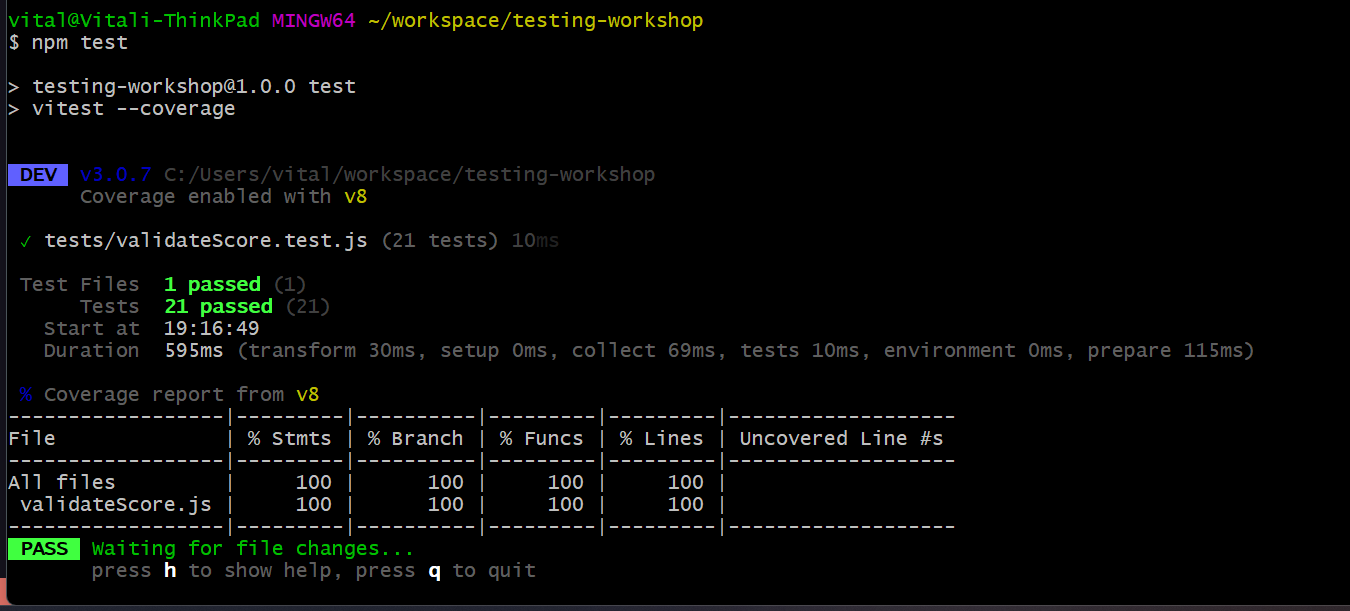 vital@Vitali-ThinkPad MINGW64 ~/workspace/testing-workshop
$ npm test
> testing-workshop@1.0.0 test
> vitest --coverage
DEV v3.0.7 C:/Users/vital/workspace/testing-workshop
Coverage enabled with v8
✓ tests/validateScore.test.js (21 tests) 10ms
Test Files 1 passed (1)
Tests 21 passed (21)
Start at 19:16:49
Duration 595ms (transform 30ms, setup 0ms, collect 69ms, tests 10ms, environment 0ms, prepare 115ms)
% Coverage report from v8
------------------|---------|----------|---------|---------|-------------------
File | % Stmts | % Branch | % Funcs | % Lines | Uncovered Line #s
------------------|---------|----------|---------|---------|-------------------
All files | 100 | 100 | 100 | 100 |
validateScore.js | 100 | 100 | 100 | 100 |
------------------|---------|----------|---------|---------|-------------------
PASS Waiting for file changes...
press h to show help, press q to quit